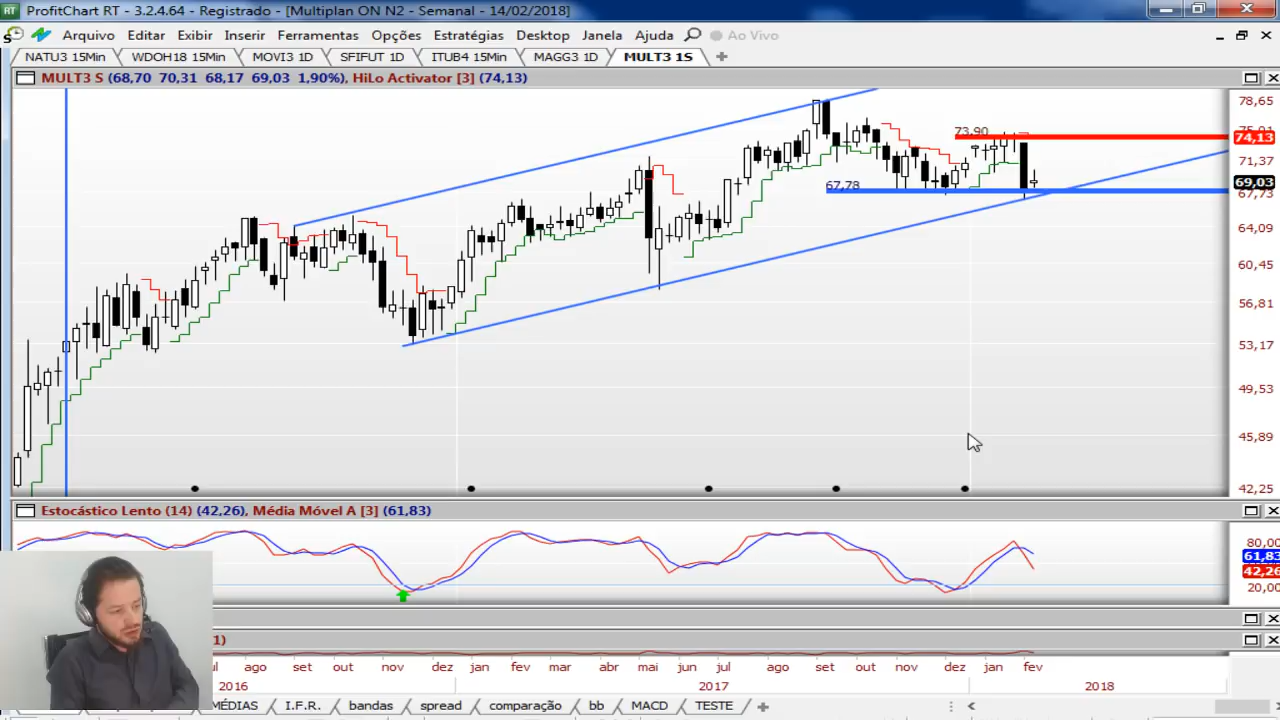 RT ProfitChart RT - 3.2.4.64 - Registrado - [Multiplan ON N2 - Semanal - 14/02/2018]
Arquivo Editar Exibir Inserir Ferramentas Opções Estratégias Desktop Janela Ajuda Ao Vivo
NATU3 15Min WDOH18 15Min MOVI3 1D SFIFUT 1D ITUB4 15Min MAGG3 1D MULT3 1S
MULT3 S (68,70 70,31 68,17 69,03 1,90%), HiLo Activator [3] (74,13)
78,65
73,90
74,13
71,37
69,03
67,78
67,73
64,09
60,45
56,81
53,17
49,53
45,89
42,25
Estocástico Lento (14) (42,26), Média Móvel A [3] (61,83)
80,00
61,83
42,26
20,00
1)
ago set out nov dez jan fev mar abr mai jun jul ago set out nov dez jan fev
2016 2017 2018
MÉDIAS I.F.R. bandas spread comparação bb MACD TESTE